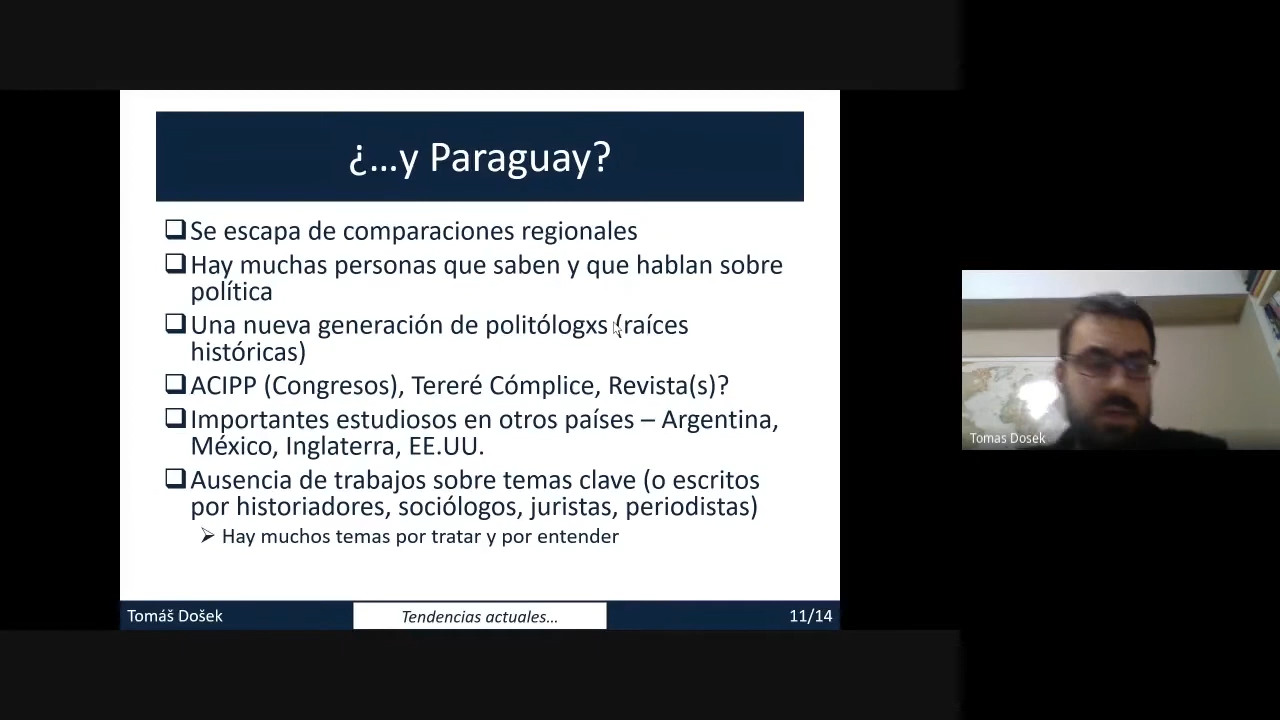 ¿...y Paraguay?
❑Se escapa de comparaciones regionales
❑Hay muchas personas que saben y que hablan sobre
política
❑Una nueva generación de politólogxs (raíces
históricas)
❑ACIPP (Congresos), Tereré Cómplice, Revista(s)?
❑Importantes estudiosos en otros países – Argentina,
México, Inglaterra, EE.UU.
❑Ausencia de trabajos sobre temas clave (o escritos
por historiadores, sociólogos, juristas, periodistas)
➢ Hay muchos temas por tratar y por entender
Tomáš Došek
Tendencias actuales...
11/14
Tomas Dosek